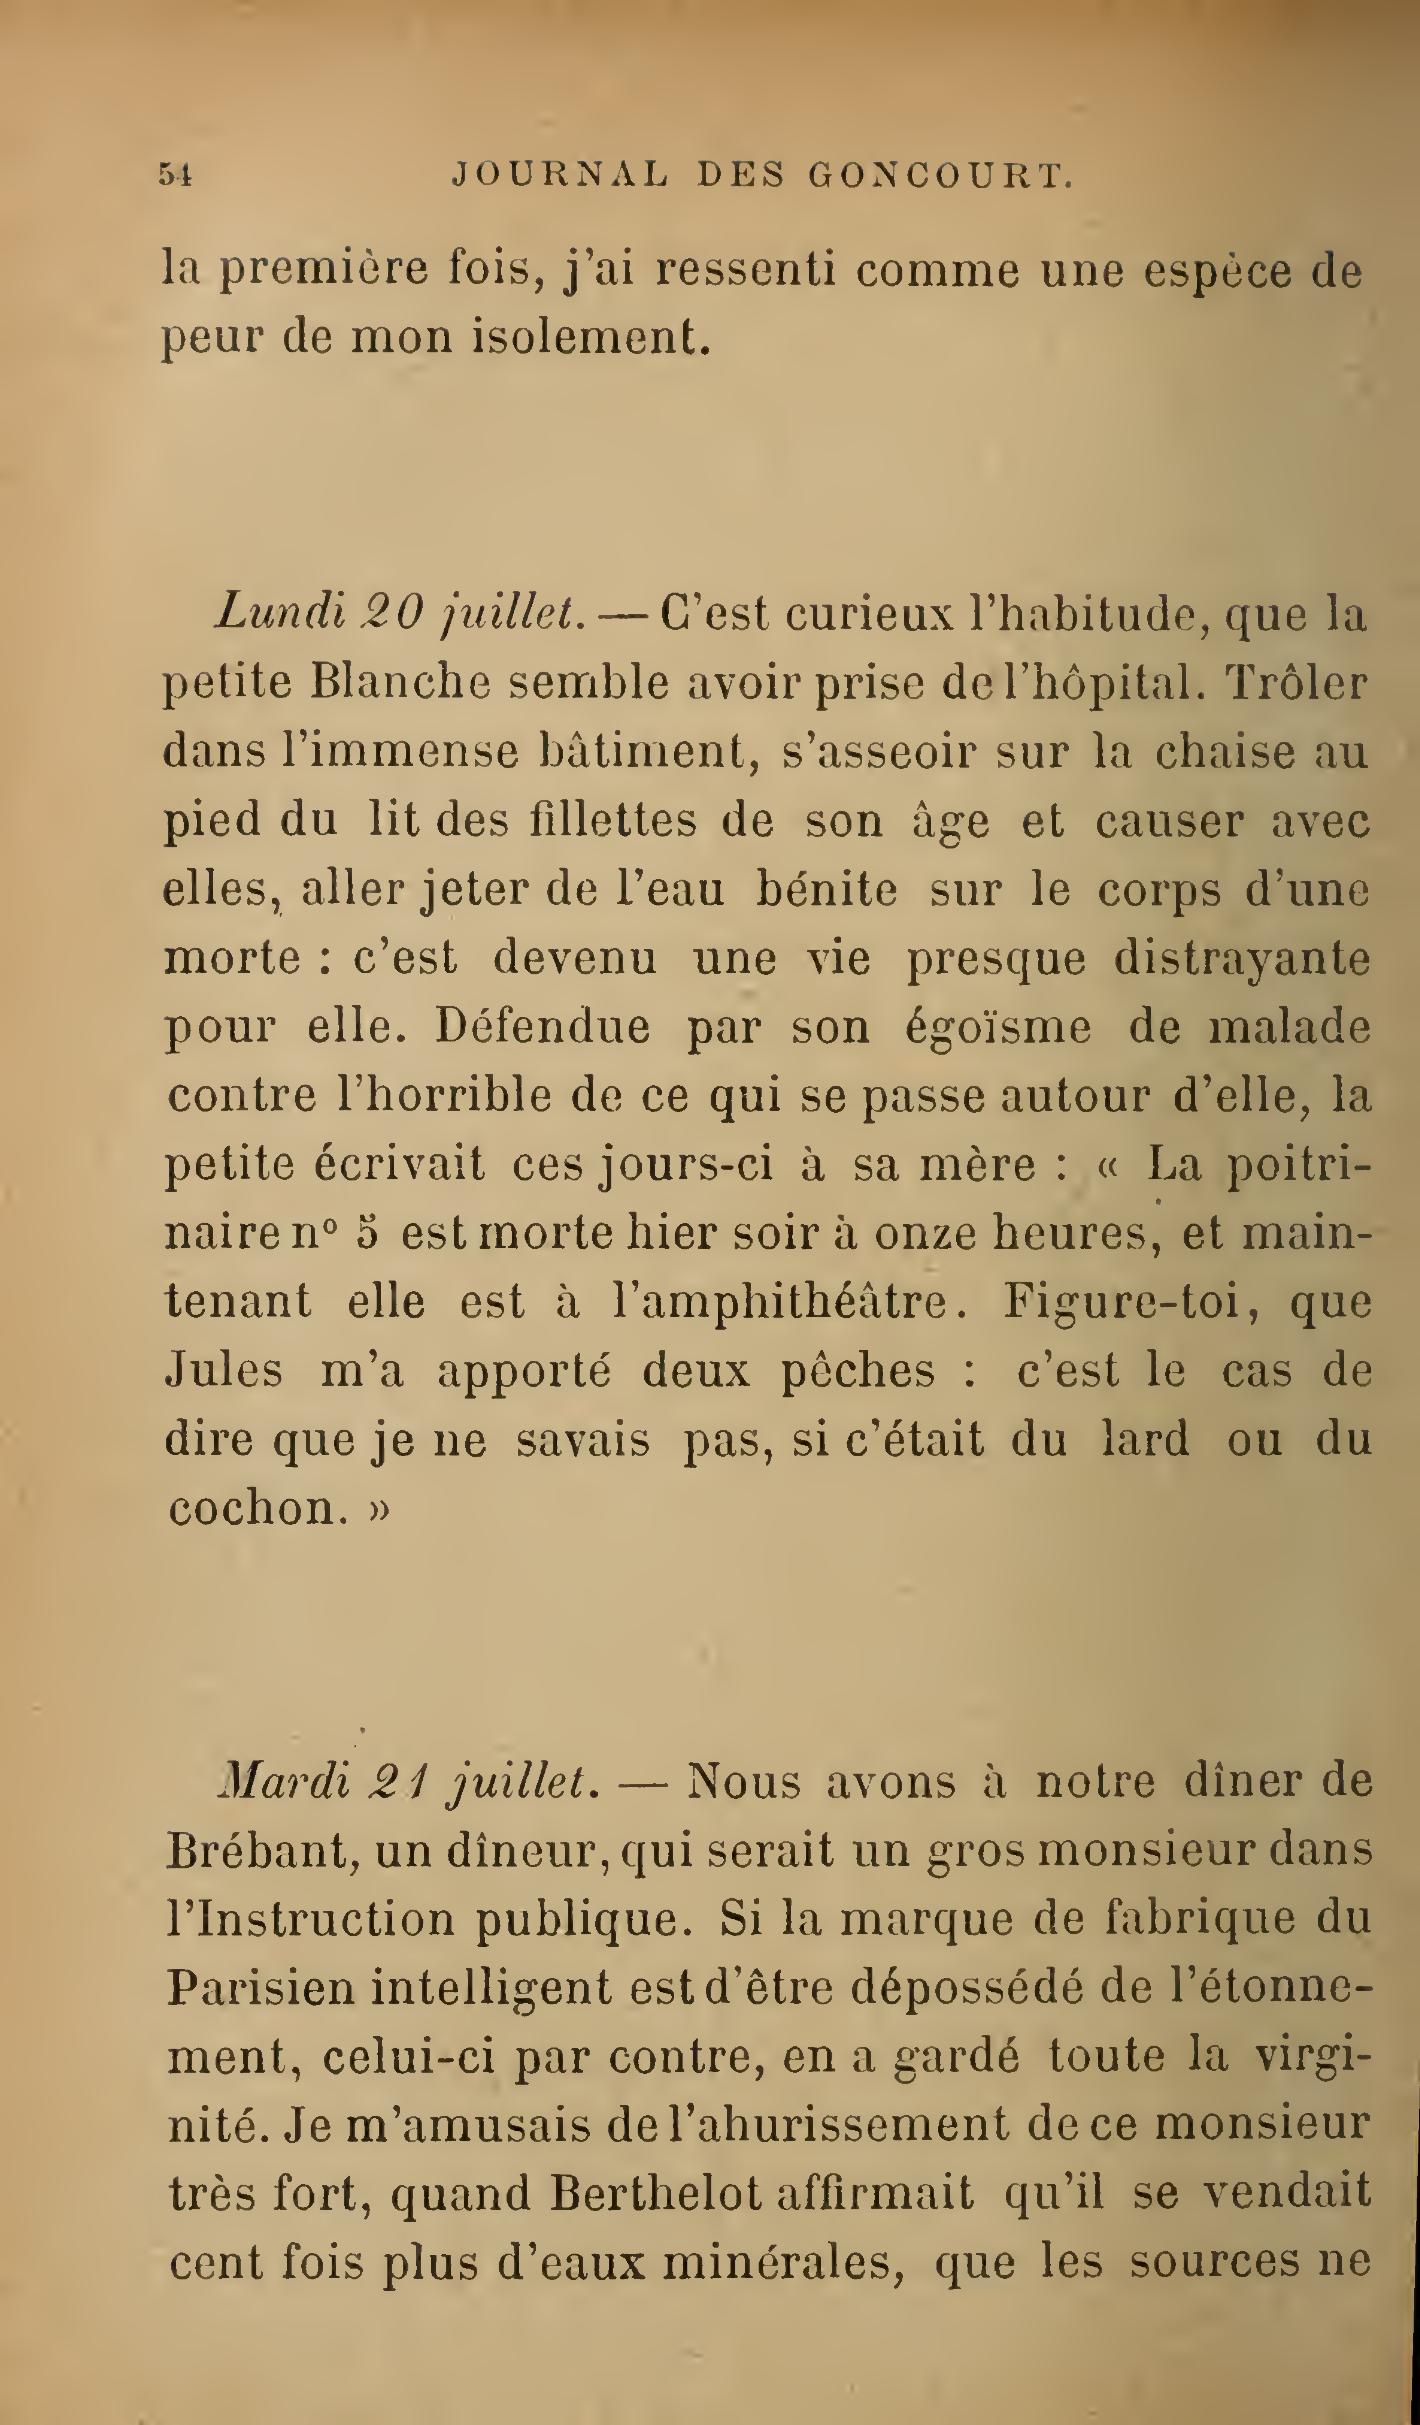 54 JOURNAL DES GONCOURT.
la première fois, j'ai ressenti comme une espèce de
peur de mon isolement.
Lundi 20 juillet. — C'est curieux l'habitude, que la
petite Blanche semble avoir prise de l'hôpital. Trôler
dans l'immense bâtiment, s'asseoir sur la chaise au
pied du lit des fillettes de son âge et causer avec
elles, aller jeter de l'eau bénite sur le corps d'une
morte : c'est devenu une vie presque distrayante
pour elle. Défendue par son égoïsme de malade
contre l'horrible de ce qui se passe autour d'elle, la
petite écrivait ces jours-ci à sa mère : « La poitri-
naire nº 5 est morte hier soir à onze heures, et main-
tenant elle est à l'amphithéâtre. Figure-toi, que
Jules m'a apporté deux pêches : c'est le cas de
dire que je ne savais pas, si c'était du lard ou du
cochon. »
Mardi 21 juillet. — Nous avons à notre dîner de
Brébant, un dîneur, qui serait un gros monsieur dans
l'Instruction publique. Si la marque de fabrique du
Parisien intelligent est d'être dépossédé de l'étonne-
ment, celui-ci par contre, en a gardé toute la virgi-
nité. Je m'amusais de l'ahurissement de ce monsieur
très fort, quand Berthelot affirmait qu'il se vendait
cent fois plus d'eaux minérales, que les sources ne